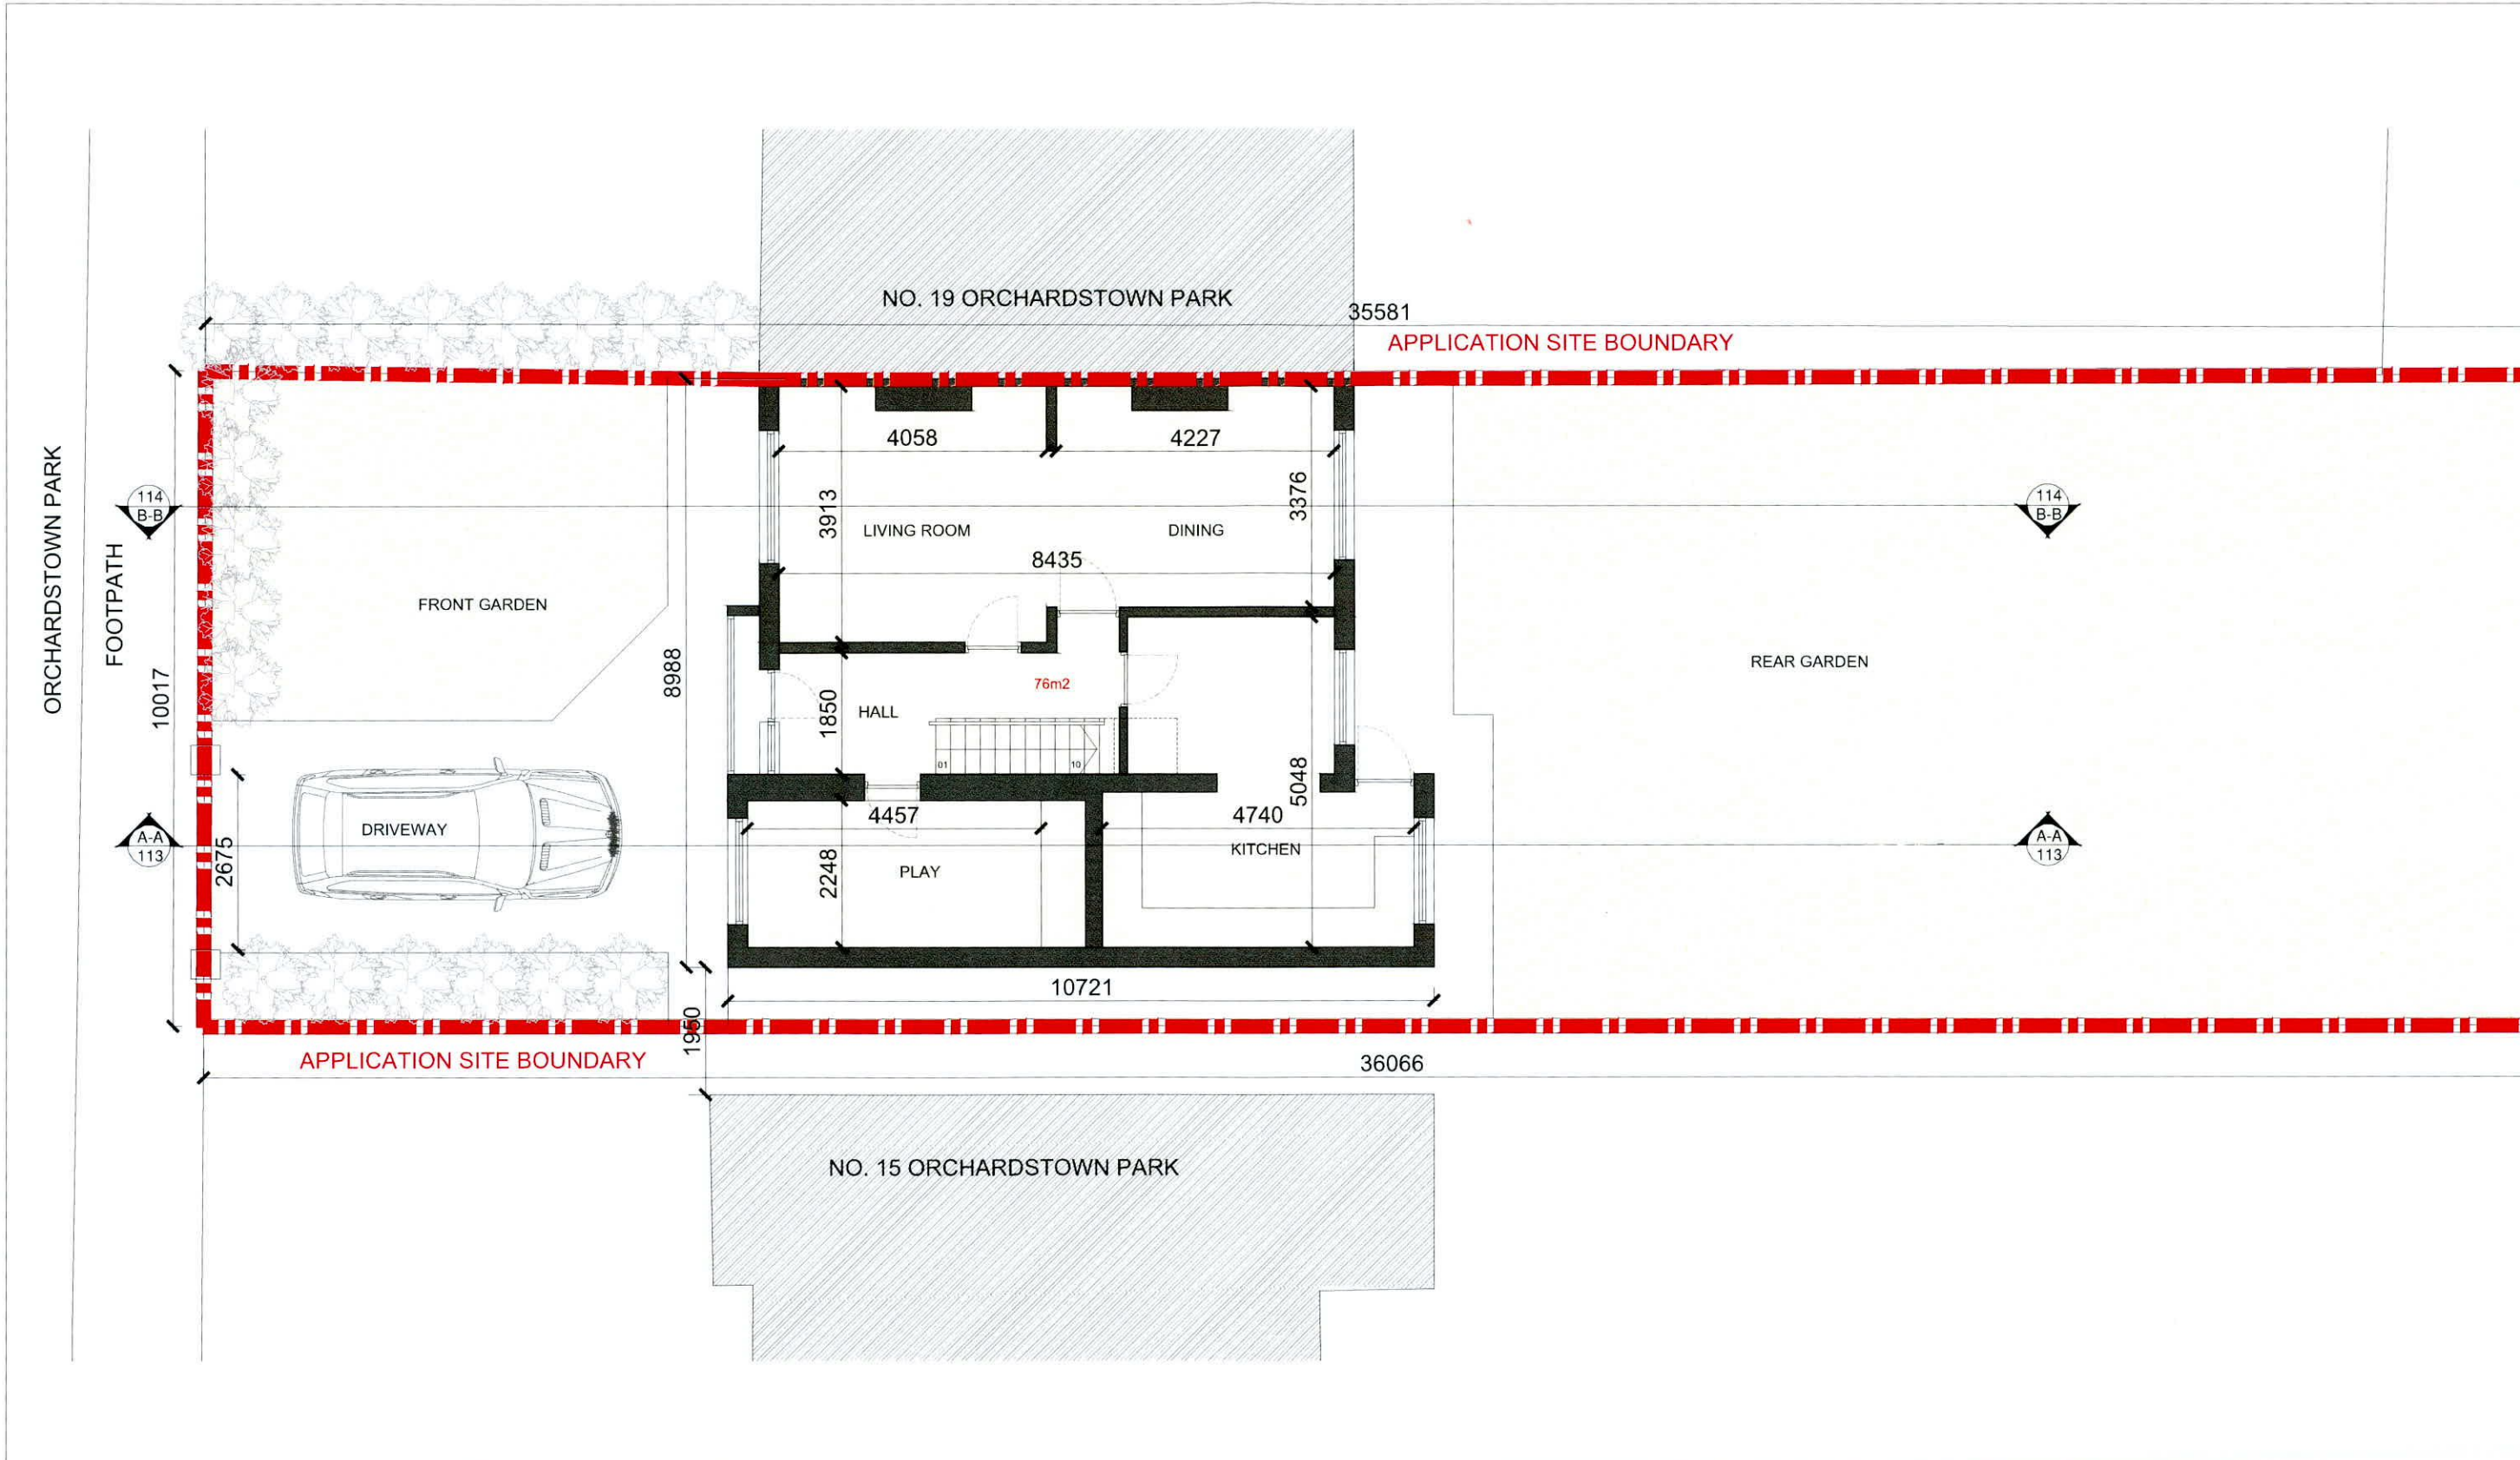 NO. 19 ORCHARDSTOWN PARK
35581
APPLICATION SITE BOUNDARY
4058
4227
ORCHARDSTOWN PARK
FOOTPATH
114
B-B
3913
3376
114
B-B
LIVING ROOM
DINING
8435
FRONT GARDEN
REAR GARDEN
10017
8988
76m2
1850
HALL
01
10
5048
4457
4740
A-A
113
2675
DRIVEWAY
2248
PLAY
KITCHEN
A-A
113
10721
1950
APPLICATION SITE BOUNDARY
36066
NO. 15 ORCHARDSTOWN PARK